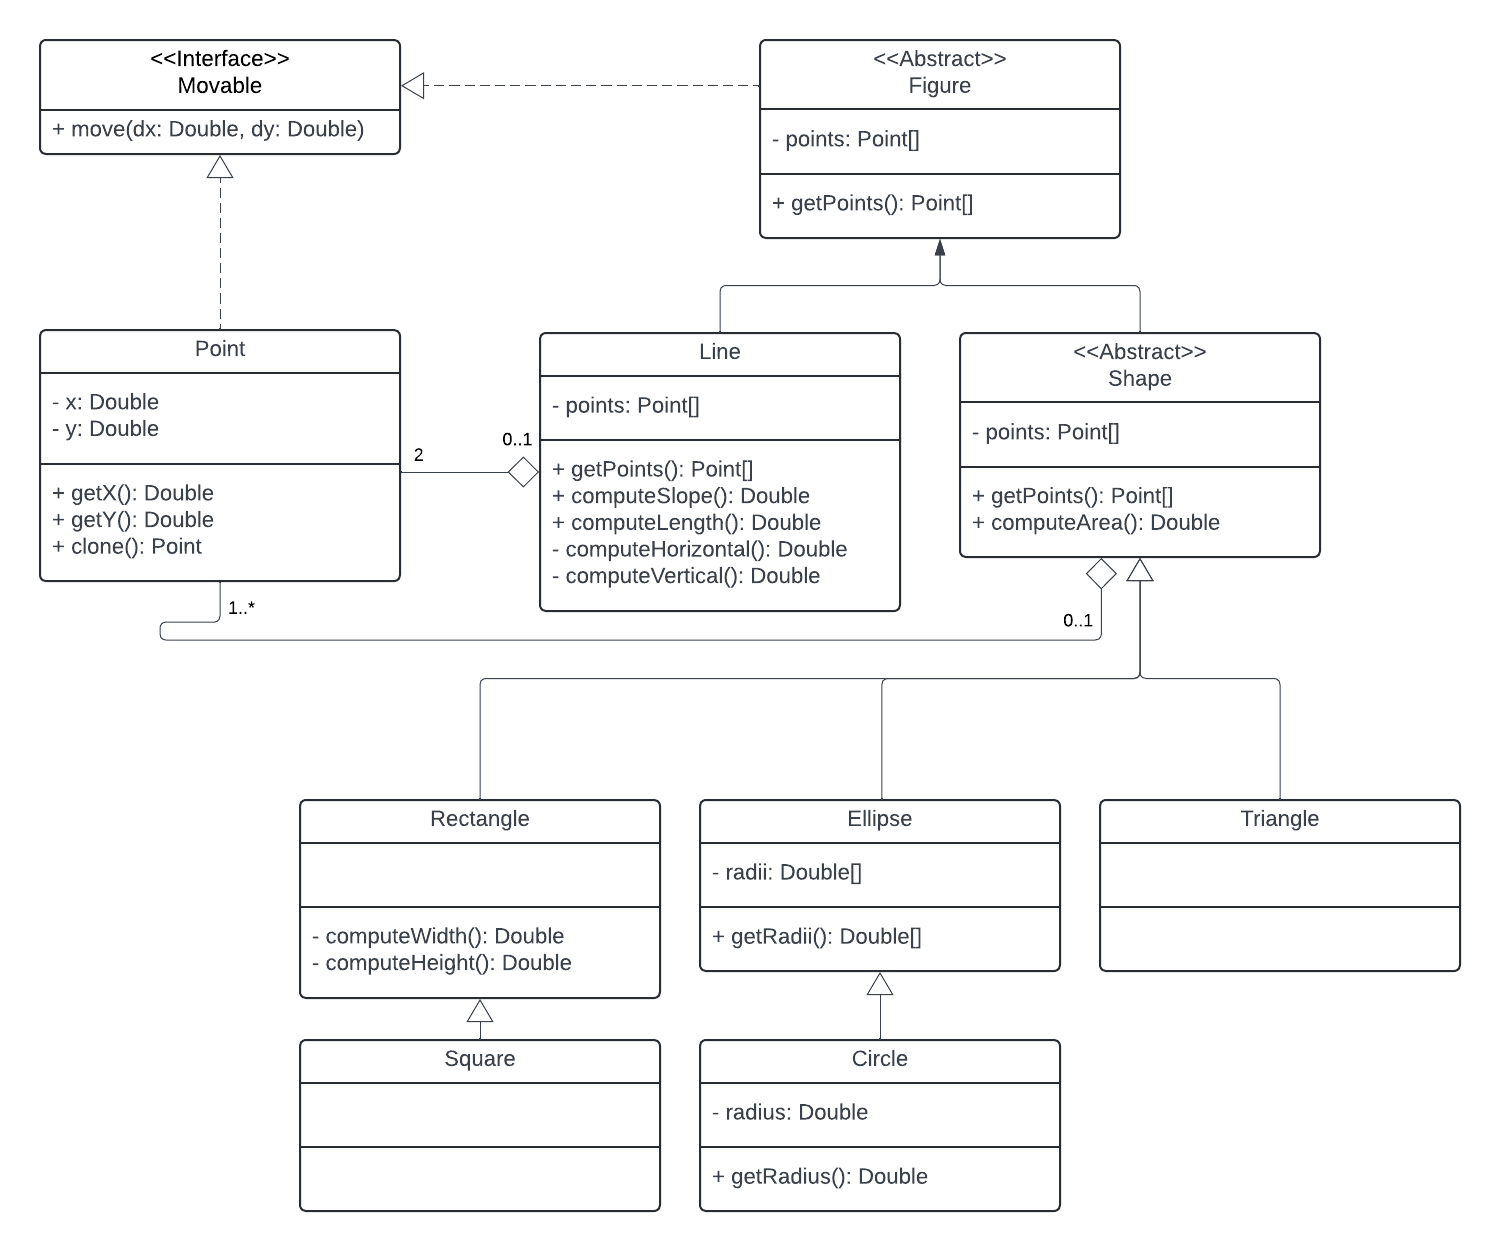 <<Interface>>
Movable
+ move(dx: Double, dy: Double)
<<Abstract>>
Figure
- points: Point[]
+ getPoints(): Point[]
Point
- x: Double
- y: Double
+ getX(): Double
+ getY(): Double
+ clone(): Point
2
0..1
Line
- points: Point[]
+ getPoints(): Point[]
+ computeSlope(): Double
+ computeLength(): Double
- computeHorizontal(): Double
- computeVertical(): Double
<<Abstract>>
Shape
- points: Point[]
+ getPoints(): Point[]
+ computeArea(): Double
1..*
0..1
Rectangle
- computeWidth(): Double
- computeHeight(): Double
Ellipse
- radii: Double[]
+ getRadii(): Double[]
Triangle
Square
Circle
- radius: Double
+ getRadius(): Double